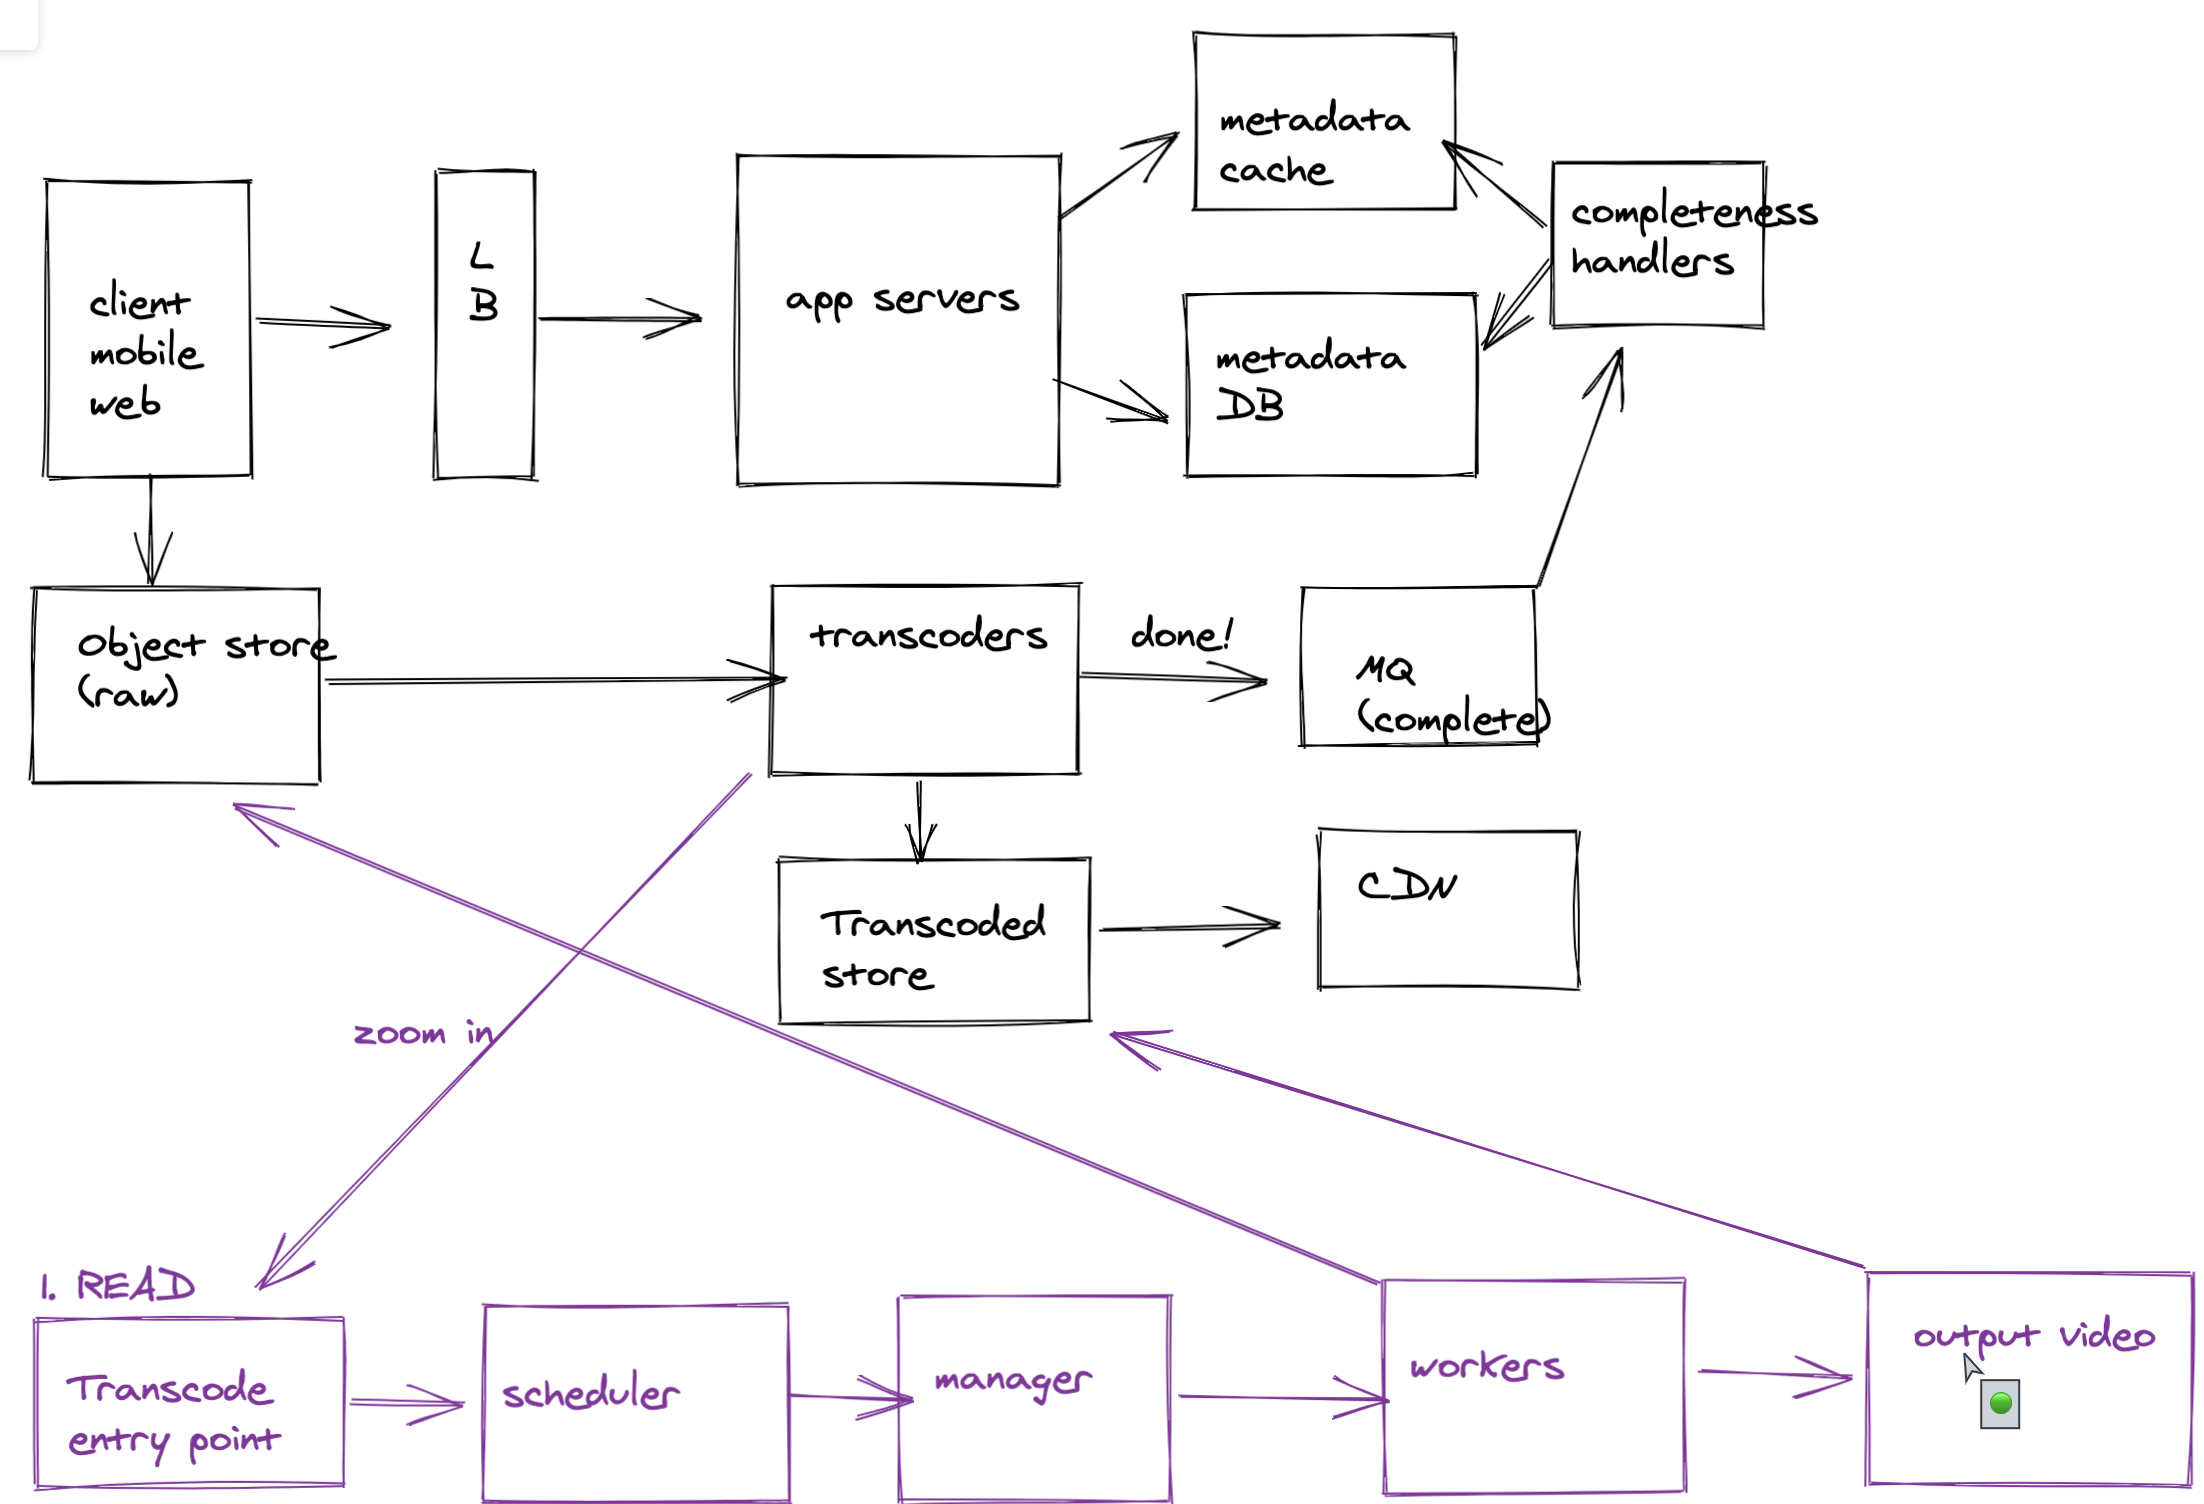 metadata
cache
completeness
handlers
L
B
client
mobile
web
app servers
metadata
DB
Object store
(raw)
transcoders
done!
MQ
(complete)
CDN
Transcoded
store
zoom in
1. READ
Transcode
entry point
scheduler
manager
workers
output video